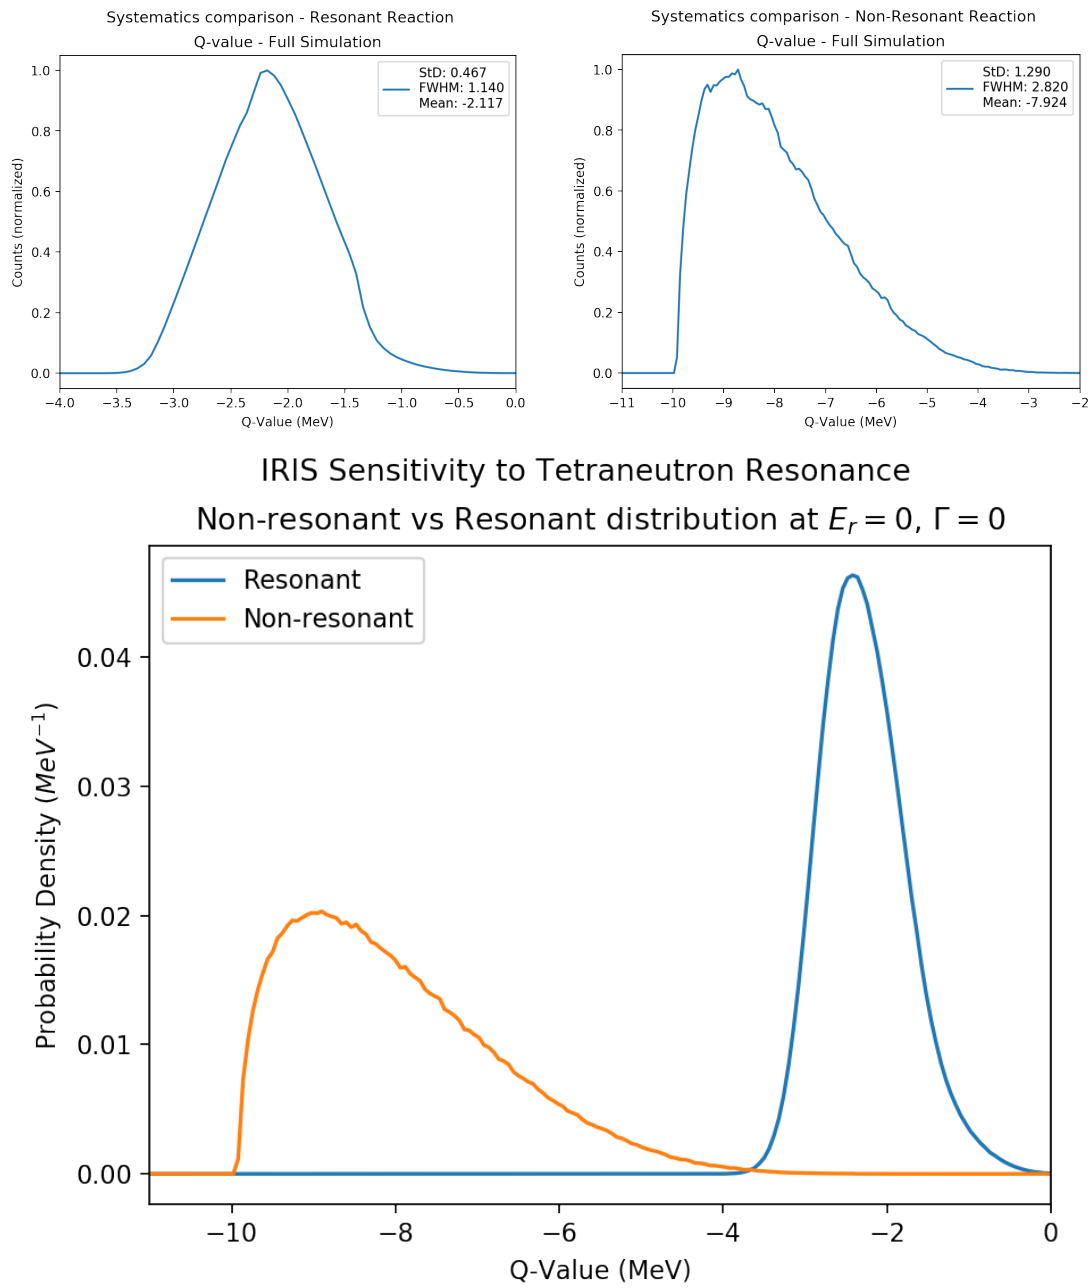 Systematics comparison - Resonant Reaction
Q-value - Full Simulation
StD: 0.467
FWHM: 1.140
Mean: -2.117
Counts (normalized)
1.0
0.8
0.6
0.4
0.2
0.0
−4.0 −3.5 −3.0 −2.5 −2.0 −1.5 −1.0 −0.5 0.0
Q-Value (MeV)
Systematics comparison - Non-Resonant Reaction
Q-value - Full Simulation
StD: 1.290
FWHM: 2.820
Mean: -7.924
Counts (normalized)
1.0
0.8
0.6
0.4
0.2
0.0
−11 −10 −9 −8 −7 −6 −5 −4 −3 −2
Q-Value (MeV)
IRIS Sensitivity to Tetraneutron Resonance
Non-resonant vs Resonant distribution at $E_r = 0$, Γ = 0
Resonant
Non-resonant
Probability Density ($MeV^{-1}$)
0.04
0.03
0.02
0.01
0.00
−10 −8 −6 −4 −2 0
Q-Value (MeV)